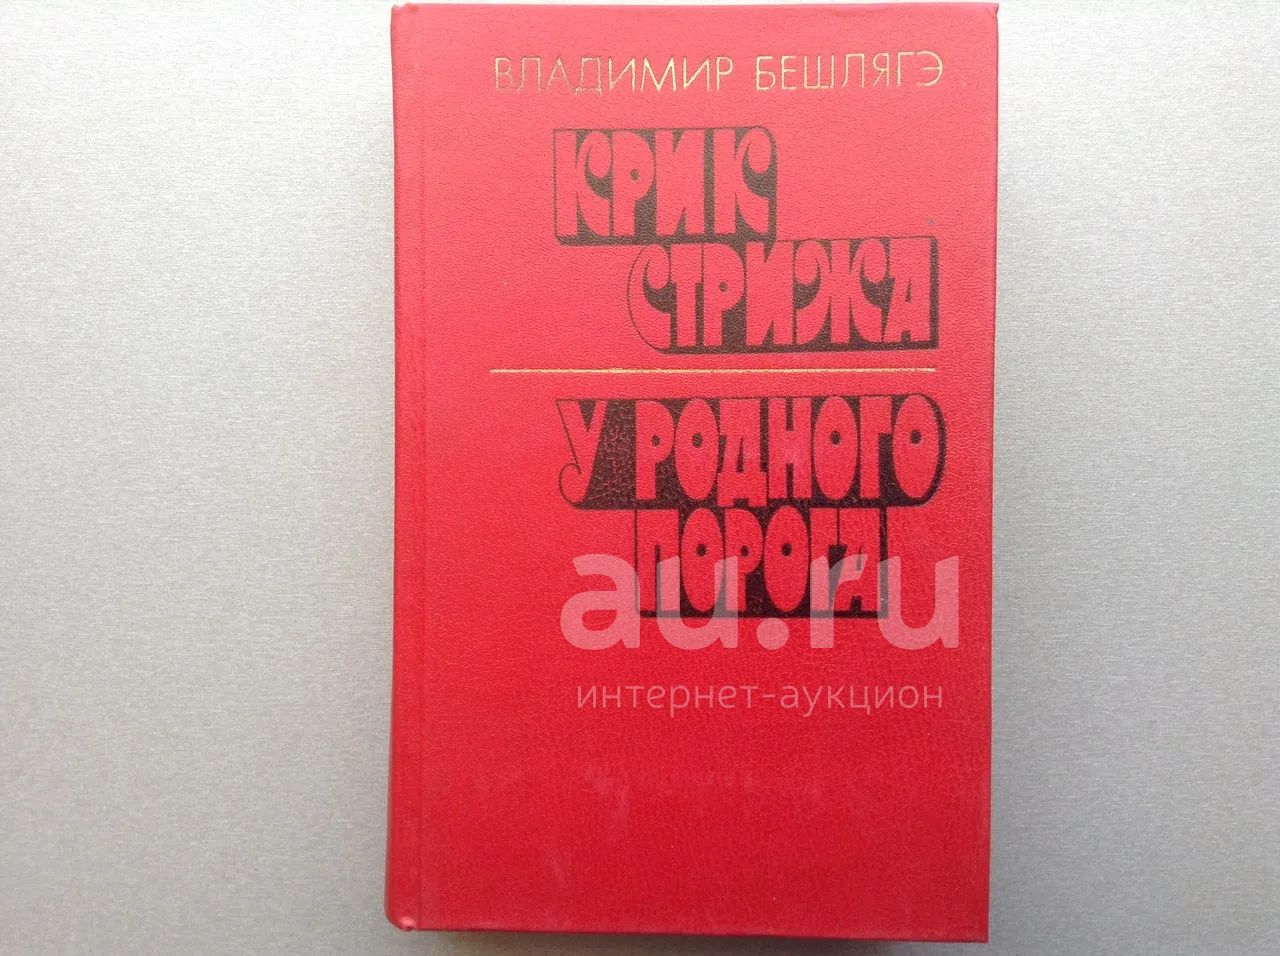 ВЛАДИМИР БЕШЛЯГЭ
КРИК
СТРИЖА
У РОДНОГО
ПОРОГА
au.ru
интернет-аукцион